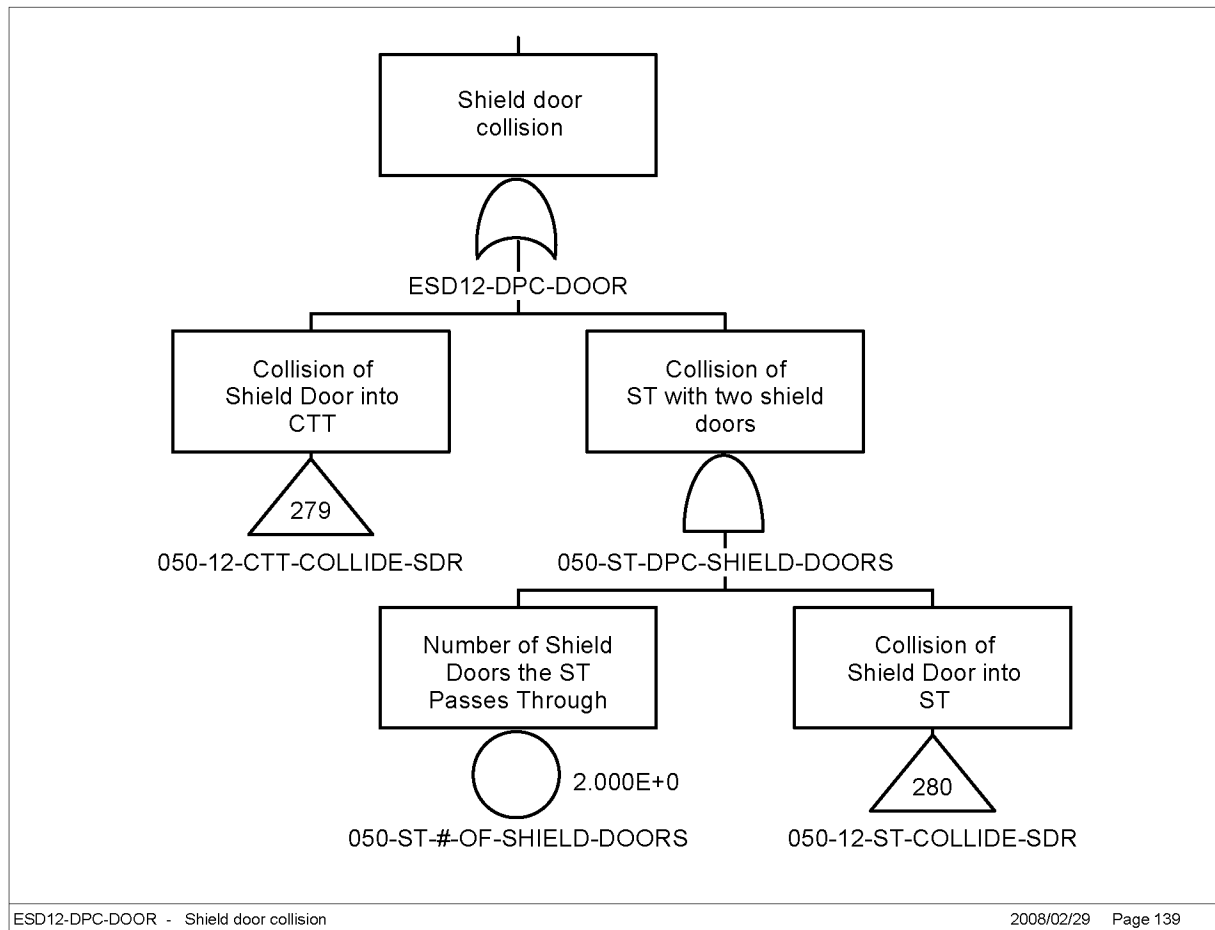 Shield door
collision
ESD12-DPC-DOOR
Collision of
Shield Door into
CTT
279
050-12-CTT-COLLIDE-SDR
Collision of
ST with two shield
doors
050-ST-DPC-SHIELD-DOORS
Number of Shield
Doors the ST
Passes Through
2.000E+0
050-ST-#-OF-SHIELD-DOORS
Collision of
Shield Door into
ST
280
050-12-ST-COLLIDE-SDR
ESD12-DPC-DOOR - Shield door collision
2008/02/29 Page 139